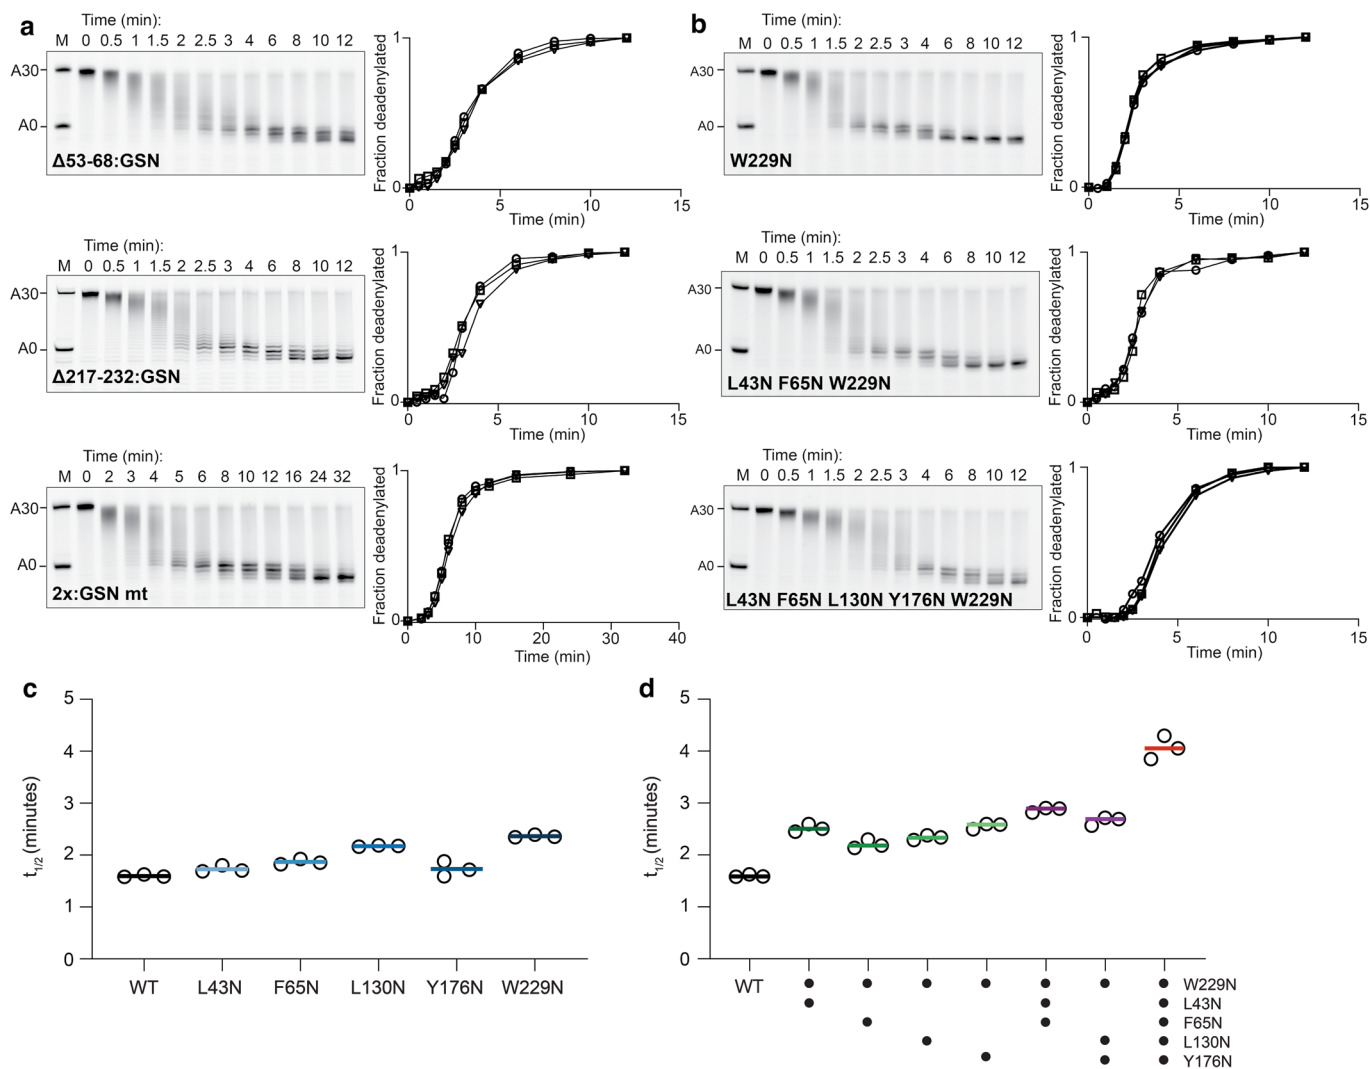 a
Time (min):
M 0 0.5 1 1.5 2 2.5 3 4 6 8 10 12
A30
A0
Δ53-68:GSN
Fraction deadenylated
1
0
0 5 10 15
Time (min)
Time (min):
M 0 0.5 1 1.5 2 2.5 3 4 6 8 10 12
A30
A0
Δ217-232:GSN
Fraction deadenylated
1
0
0 5 10 15
Time (min)
Time (min):
M 0 2 3 4 5 6 8 10 12 16 24 32
A30
A0
2x:GSN mt
Fraction deadenylated
1
0
0 10 20 30 40
Time (min)
b
Time (min):
M 0 0.5 1 1.5 2 2.5 3 4 6 8 10 12
A30
A0
W229N
Fraction deadenylated
1
0
0 5 10 15
Time (min)
Time (min):
M 0 0.5 1 1.5 2 2.5 3 4 6 8 10 12
A30
A0
L43N F65N W229N
Fraction deadenylated
1
0
0 5 10 15
Time (min)
Time (min):
M 0 0.5 1 1.5 2 2.5 3 4 6 8 10 12
A30
A0
L43N F65N L130N Y176N W229N
Fraction deadenylated
1
0
0 5 10 15
Time (min)
c
t1/2 (minutes)
5
4
3
2
1
0
WT L43N F65N L130N Y176N W229N
d
t1/2 (minutes)
5
4
3
2
1
0
WT
W229N
L43N
F65N
L130N
Y176N